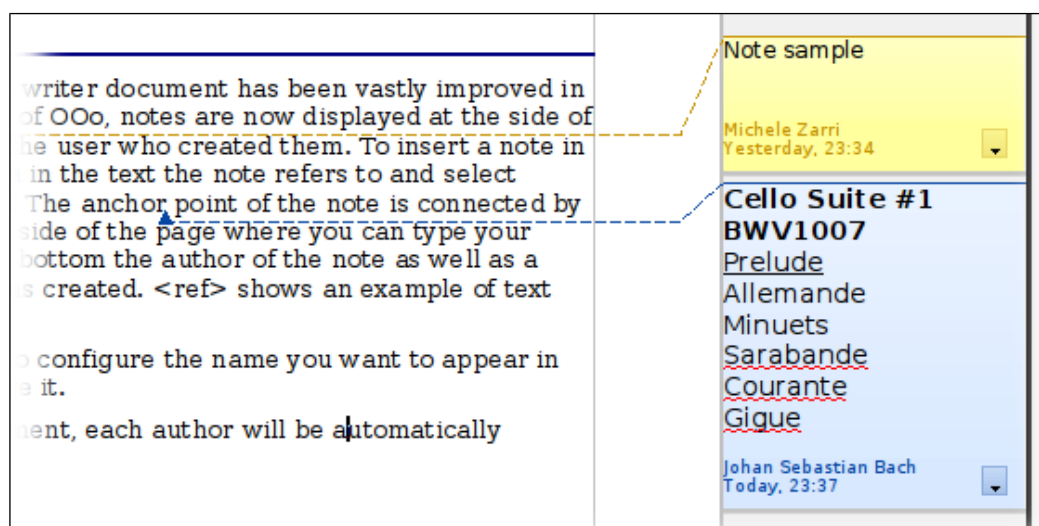 writer document has been vastly improved in
of OOo, notes are now displayed at the side of
he user who created them. To insert a note in
in the text the note refers to and select
The anchor point of the note is connected by
side of the page where you can type your
bottom the author of the note as well as a
s created. <ref> shows an example of text
configure the name you want to appear in
e it.
ent, each author will be automatically
Note sample
Michele Zarri
Yesterday, 23:34
Cello Suite #1
BWV1007
Prelude
Allemande
Minuets
Sarabande
Courante
Gigue
Johan Sebastian Bach
Today, 23:37